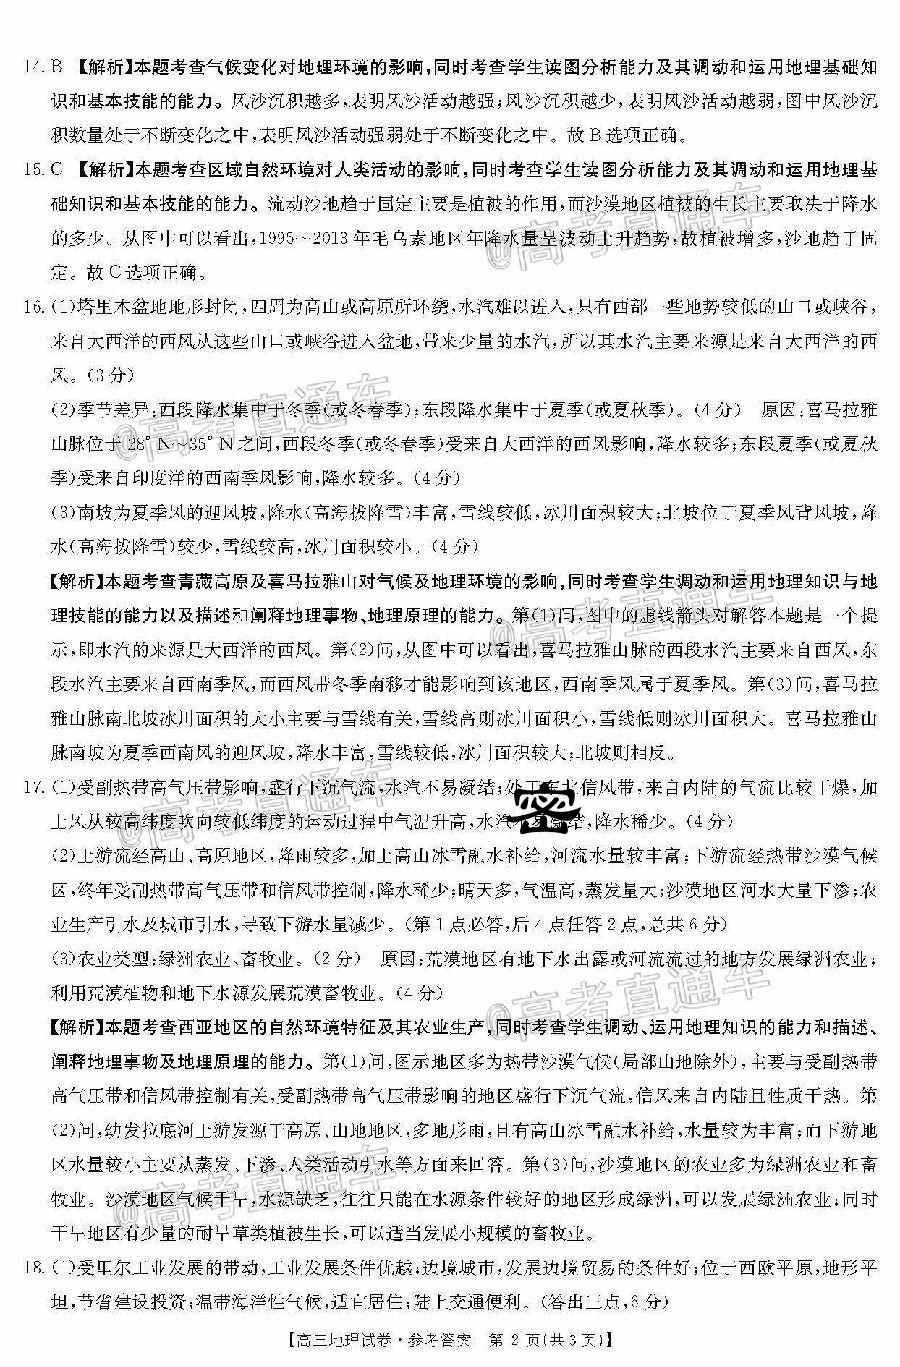 14. B 【解析】本题考查气候变化对地理环境的影响,同时考查学生读图分析能力及其调动和运用地理基础知
识和基本技能的能力。风沙沉积越多,表明风沙活动越强;风沙沉积越少,表明风沙活动越弱,图中风沙沉
积数量处于不断变化之中,表明风沙活动强弱处于不断变化之中。故B选项正确。
15. C 【解析】本题考查区域自然环境对人类活动的影响,同时考查学生读图分析能力及其调动和运用地理基
础知识和基本技能的能力。流动沙地趋于固定主要是植被的作用,而沙漠地区植被的生长主要取决于降水
的多少。从图中可以看出,1995~2013年毛乌素地区年降水量呈波动上升趋势,故植被增多,沙地趋于固
定。故C选项正确。
16. (1)塔里木盆地地形封闭,四周为高山或高原所环绕,水汽难以进入,只有西部一些地势较低的山口或峡谷,
来自大西洋的西风从这些山口或峡谷进入盆地,带来少量的水汽,所以其水汽主要来源是来自大西洋的西
风。(3分)
(2)季节差异:西段降水集中于冬季(或冬春季);东段降水集中于夏季(或夏秋季)。(4分) 原因:喜马拉雅
山脉位于28°N~35°N之间,西段冬季(或冬春季)受来自大西洋的西风影响,降水较多;东段夏季(或夏秋
季)受来自印度洋的西南季风影响,降水较多。(4分)
(3)南坡为夏季风的迎风坡,降水(高海拔降雪)丰富,雪线较低,冰川面积较大;北坡位于夏季风背风坡,降
水(高海拔降雪)较少,雪线较高,冰川面积较小。(4分)
【解析】本题考查青藏高原及喜马拉雅山对气候及地理环境的影响,同时考查学生调动和运用地理知识与地
理技能的能力以及描述和阐释地理事物、地理原理的能力。第(1)问,图中的虚线箭头对解答本题是一个提
示,即水汽的来源是大西洋的西风。第(2)问,从图中可以看出,喜马拉雅山脉的西段水汽主要来自西风,东
段水汽主要来自西南季风,而西风带冬季南移才能影响到该地区,西南季风属于夏季风。第(3)问,喜马拉
雅山脉南北坡冰川面积的大小主要与雪线有关,雪线高则冰川面积小,雪线低则冰川面积大。喜马拉雅山
脉南坡为夏季西南风的迎风坡,降水丰富,雪线较低,冰川面积较大;北坡则相反。
17. (1)受副热带高气压带影响,盛行下沉气流,水汽不易凝结;处于东北信风带,来自内陆的气流比较干燥,加
上风从较高纬度吹向较低纬度的运动过程中气温升高,水汽不易凝结,降水稀少。(4分)
(2)上游流经高山、高原地区,降雨较多,加上高山冰雪融水补给,河流水量较丰富;下游流经热带沙漠气候
区,终年受副热带高气压带和信风带控制,降水稀少;晴天多,气温高,蒸发量大;沙漠地区河水大量下渗;农
业生产引水及城市引水,导致下游水量减少。(第1点必答,后4点任答2点,总共6分)
(3)农业类型:绿洲农业、畜牧业。(2分) 原因:荒漠地区有地下水出露或河流流过的地方发展绿洲农业;
利用荒漠植物和地下水源发展荒漠畜牧业。(4分)
【解析】本题考查西亚地区的自然环境特征及其农业生产,同时考查学生调动、运用地理知识的能力和描述、
阐释地理事物及地理原理的能力。第(1)问,图示地区多为热带沙漠气候(局部山地除外),主要与受副热带
高气压带和信风带控制有关,受副热带高气压带控制的地区盛行下沉气流,信风来自内陆且性质干热。第
(2)问,幼发拉底河上游发源于高原、山地地区,多地形雨,且有高山冰雪融水补给,水量较为丰富;而下游地
区水量较小主要从蒸发、下渗、人类活动引水等方面来回答。第(3)问,沙漠地区的农业多为绿洲农业和畜
牧业。沙漠地区气候干旱,水源缺乏,往往只能在水源条件较好的地区形成绿洲,可以发展绿洲农业;同时
干旱地区有少量的耐旱草类植被生长,可以适当发展小规模的畜牧业。
18. (1)受鲁尔工业发展的带动,工业发展条件优越;边境城市,发展边境贸易的条件好;位于西欧平原,地形平
坦,节省建设投资;温带海洋性气候,适宜居住;陆上交通便利。(答出三点,6分)
【高三地理试卷·参考答案 第2页(共3页)】
@高考直通车
@高考直通车
@高考直通车
@高考直通车
@高考直通车
@高考直通车
密